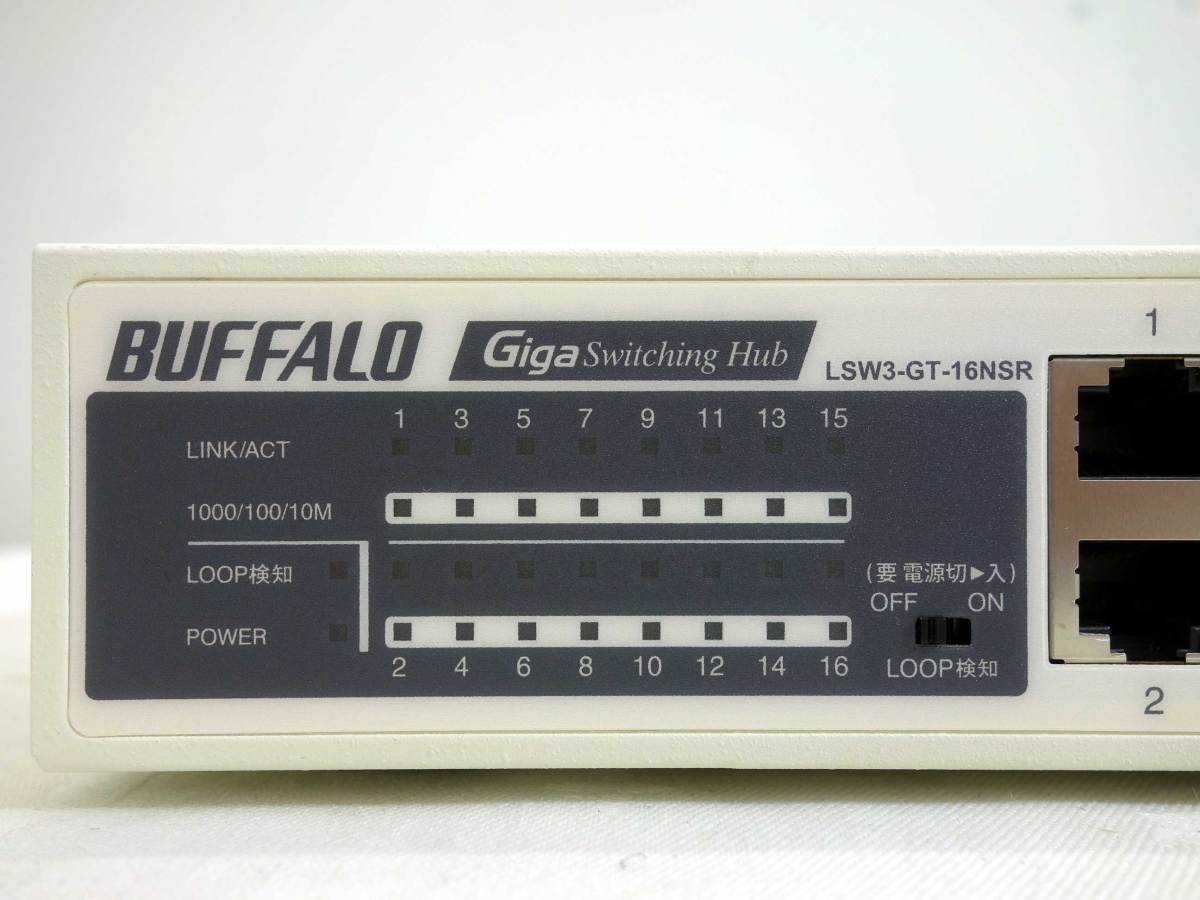 BUFFALO Giga Switching Hub LSW3-GT-16NSR
1
1 3 5 7 9 11 13 15
LINK/ACT
1000/100/10M
LOOP検知
(要 電源切▶入)
OFF ON
POWER
LOOP検知
2 4 6 8 10 12 14 16
2